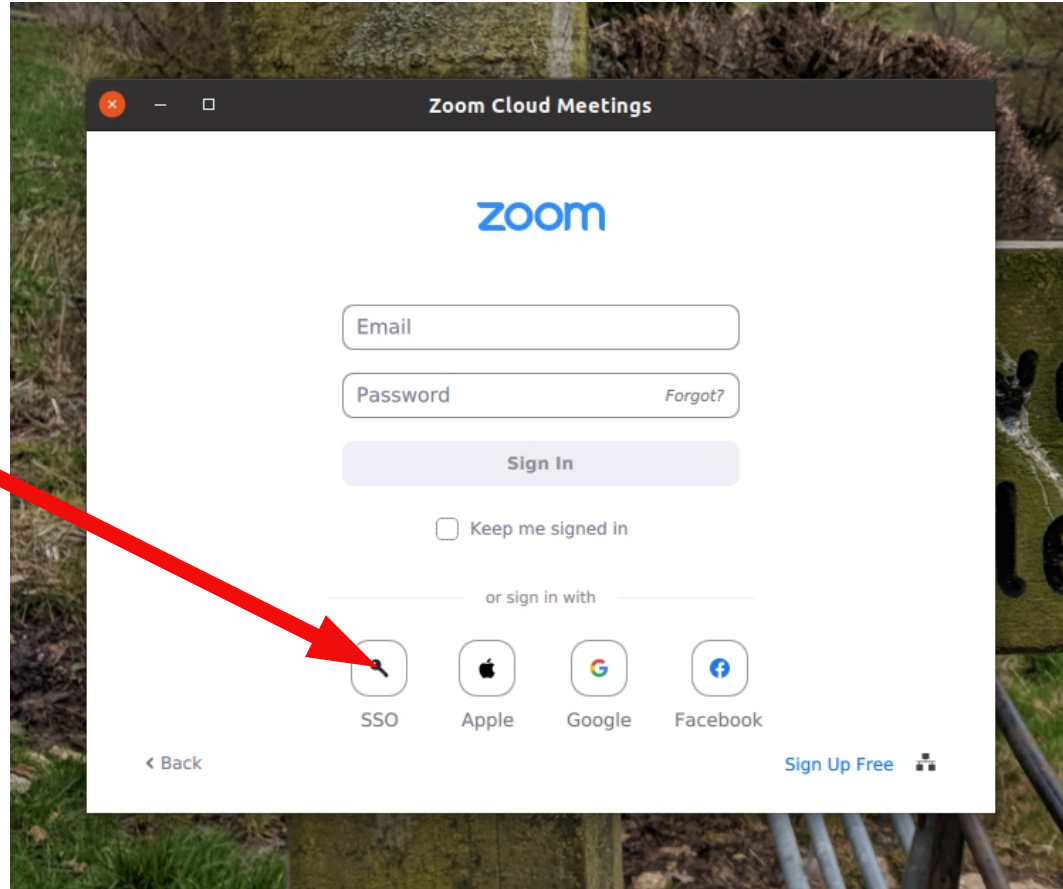 Zoom Cloud Meetings
zoom
Email
Password Forgot?
Sign In
Keep me signed in
or sign in with
SSO Apple Google Facebook
Back Sign Up Free